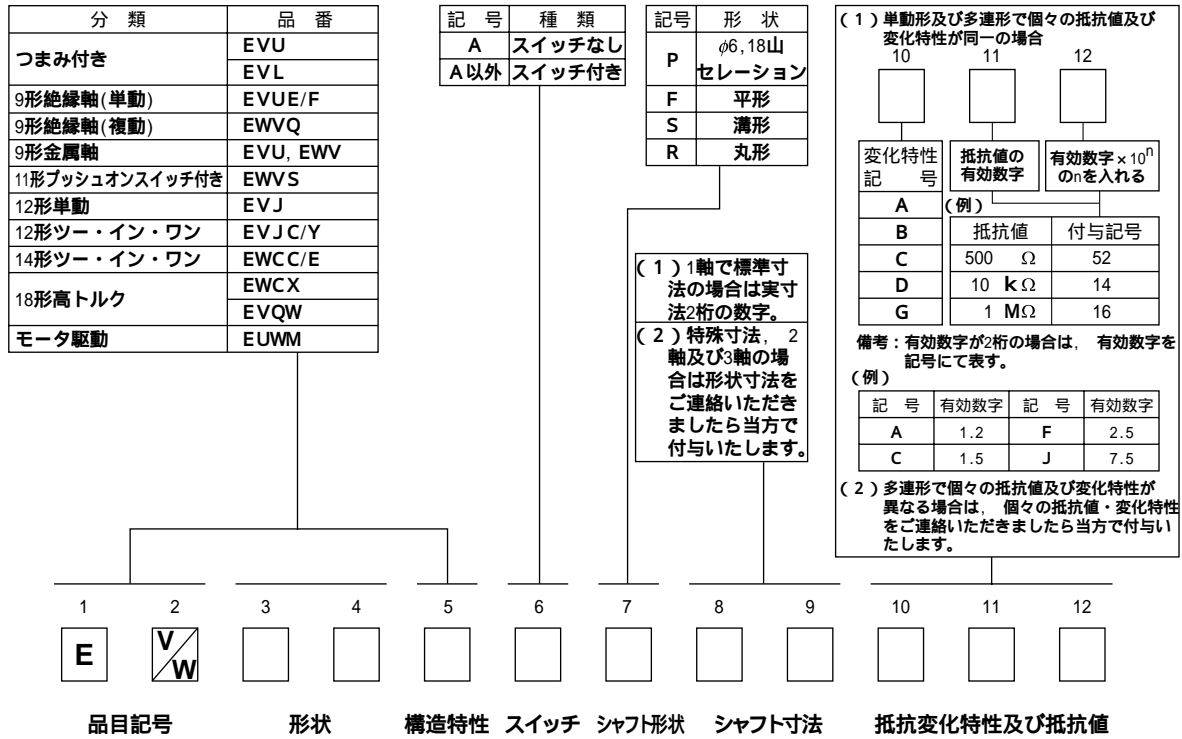 分 類 品 番
つまみ付き EVU
EVL
9形絶縁軸(単動) EVUE/F
9形絶縁軸(複動) EWVQ
9形金属軸 EVU, EWV
11形プッシュオンスイッチ付き EWVS
12形単動 EVJ
12形ツー・イン・ワン EVJC/Y
14形ツー・イン・ワン EWCC/E
18形高トルク EWCX
EVQW
モータ駆動 EUWM
記 号 種 類
A スイッチなし
A以外 スイッチ付き
記号 形 状
P φ6,18山
セレーション
F 平形
S 溝形
R 丸形
(1)1軸で標準寸
法の場合は実寸
法2桁の数字。
(2)特殊寸法, 2
軸及び3軸の場
合は形状寸法を
ご連絡いただき
ましたら当方で
付与いたします。
(1)単動形及び多連形で個々の抵抗値及び
変化特性が同一の場合
10 11 12
変化特性
記 号
抵抗値の
有効数字
有効数字×10n
のnを入れる
A
B
C
D
G
(例)
抵抗値 付与記号
500 Ω 52
10 kΩ 14
1 MΩ 16
備考:有効数字が2桁の場合は, 有効数字を
記号にて表す。
(例)
記 号 有効数字 記 号 有効数字
A 1.2 F 2.5
C 1.5 J 7.5
(2)多連形で個々の抵抗値及び変化特性が
異なる場合は, 個々の抵抗値・変化特性
をご連絡いただきましたら当方で付与い
たします。
1 2 3 4 5 6 7 8 9 10 11 12
E V/W
品目記号 形状 構造特性 スイッチ シャフト形状 シャフト寸法 抵抗変化特性及び抵抗値